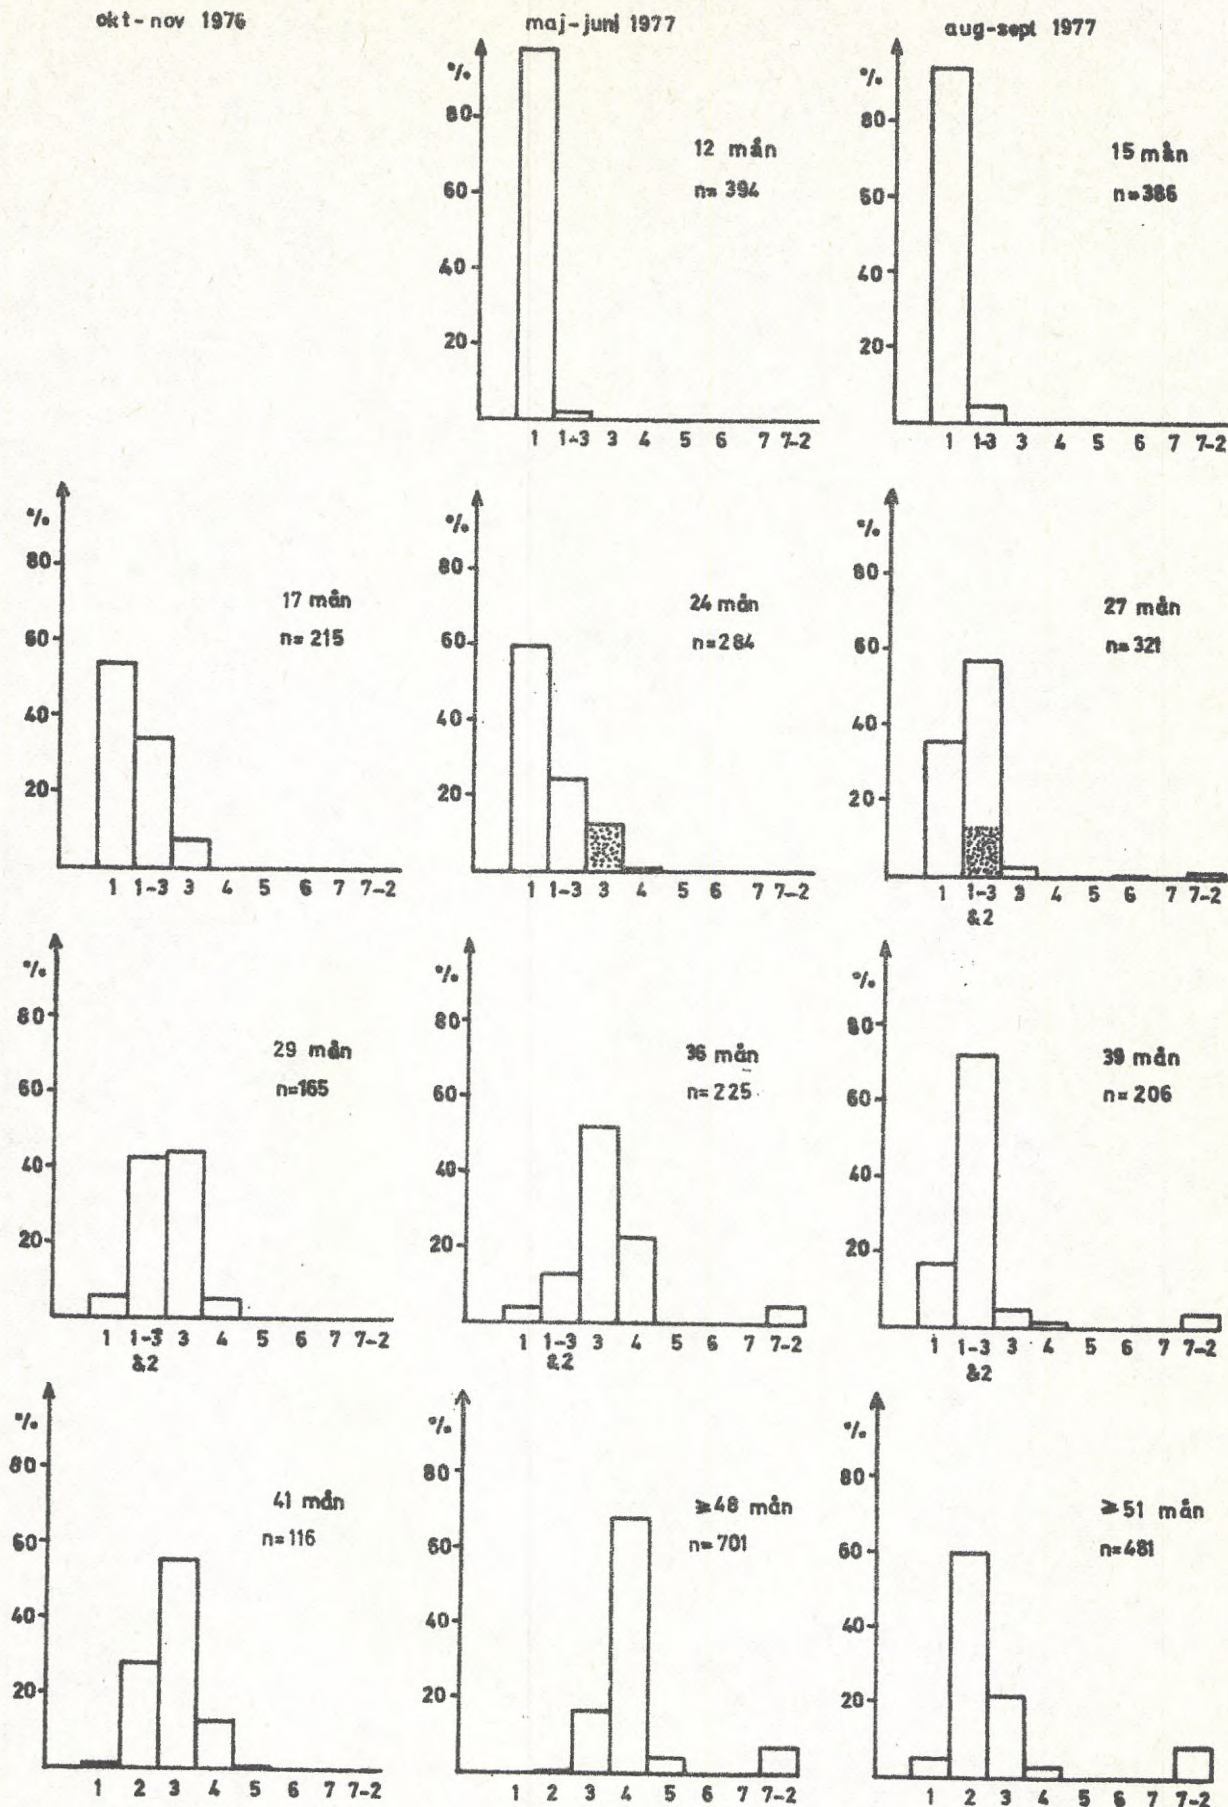 okt-nov 1976
maj-juni 1977
aug-sept 1977
%
80
60
40
20
12 mån
n= 394
1 1-3 3 4 5 6 7 7-2
%
80
60
40
20
15 mån
n=386
1 1-3 3 4 5 6 7 7-2
%
80
60
40
20
17 mån
n= 215
1 1-3 3 4 5 6 7 7-2
%
80
60
40
20
24 mån
n=284
1 1-3 3 4 5 6 7 7-2
%
80
60
40
20
27 mån
n=321
1 1-3 3 4 5 6 7 7-2
&2
%
80
60
40
20
29 mån
n=165
1 1-3 3 4 5 6 7 7-2
&2
%
80
60
40
20
36 mån
n=225
1 1-3 3 4 5 6 7 7-2
&2
%
80
60
40
20
39 mån
n=206
1 1-3 3 4 5 6 7 7-2
&2
%
80
60
40
20
41 mån
n=116
1 2 3 4 5 6 7 7-2
%
80
60
40
20
≥48 mån
n=701
1 2 3 4 5 6 7 7-2
%
80
60
40
20
≥51 mån
n=481
1 2 3 4 5 6 7 7-2